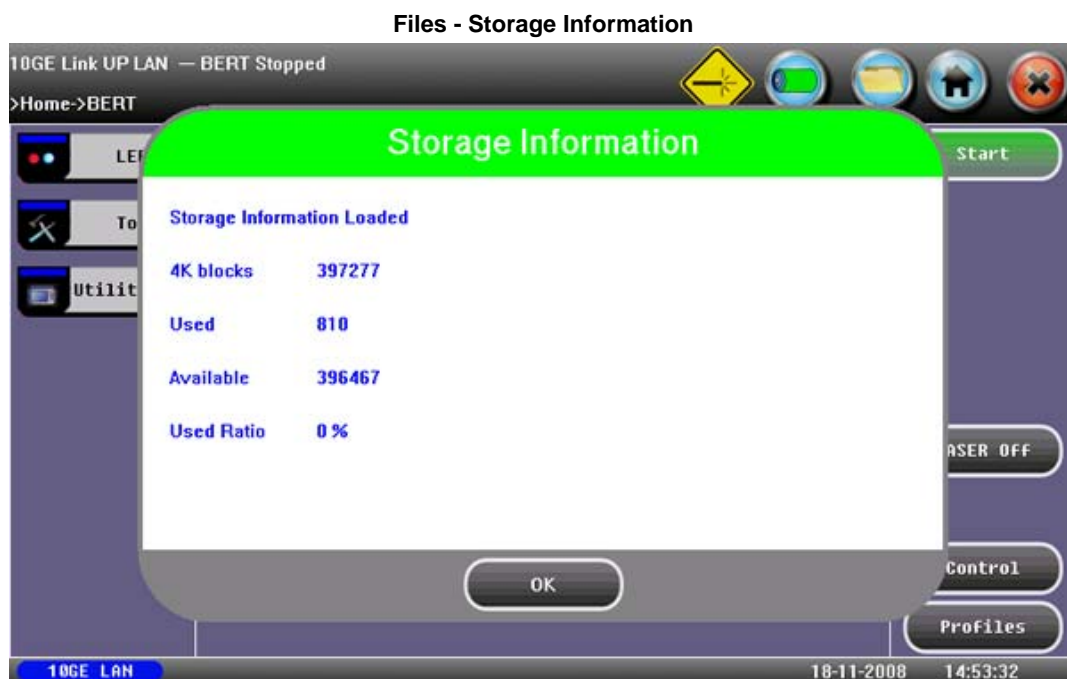 Files - Storage Information
10GE Link UP LAN — BERT Stopped
>Home->BERT
Storage Information
Start
Storage Information Loaded
4K blocks 397277
Used 810
Available 396467
Used Ratio 0 %
OFF
OK
Control
Profiles
10GE LAN
18-11-2008 14:53:32